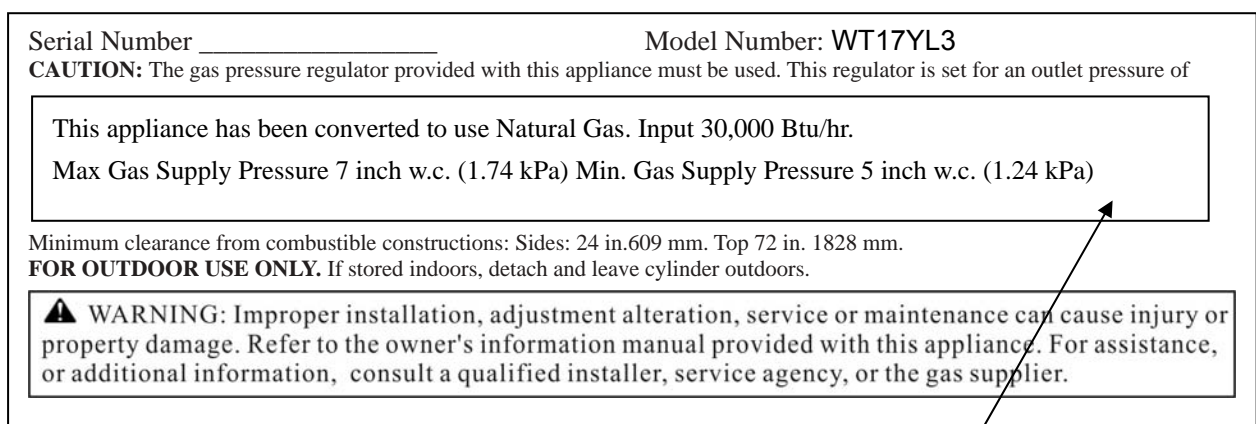 Serial Number _________________ Model Number: WT17YL3
CAUTION: The gas pressure regulator provided with this appliance must be used. This regulator is set for an outlet pressure of
This appliance has been converted to use Natural Gas. Input 30,000 Btu/hr.
Max Gas Supply Pressure 7 inch w.c. (1.74 kPa) Min. Gas Supply Pressure 5 inch w.c. (1.24 kPa)
Minimum clearance from combustible constructions: Sides: 24 in.609 mm. Top 72 in. 1828 mm.
FOR OUTDOOR USE ONLY. If stored indoors, detach and leave cylinder outdoors.
WARNING: Improper installation, adjustment alteration, service or maintenance can cause injury or
property damage. Refer to the owner's information manual provided with this appliance. For assistance,
or additional information, consult a qualified installer, service agency, or the gas supplier.